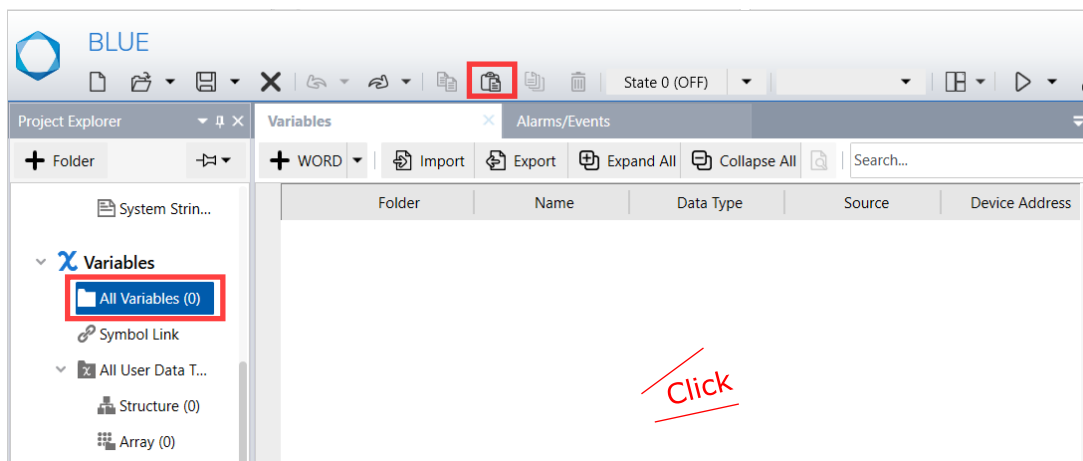 BLUE
State 0 (OFF)
Project Explorer
Variables
Alarms/Events
Folder
WORD
Import
Export
Expand All
Collapse All
Search...
Folder
Name
Data Type
Source
Device Address
System Strin...
Variables
All Variables (0)
Symbol Link
All User Data T...
Structure (0)
Array (0)
Click